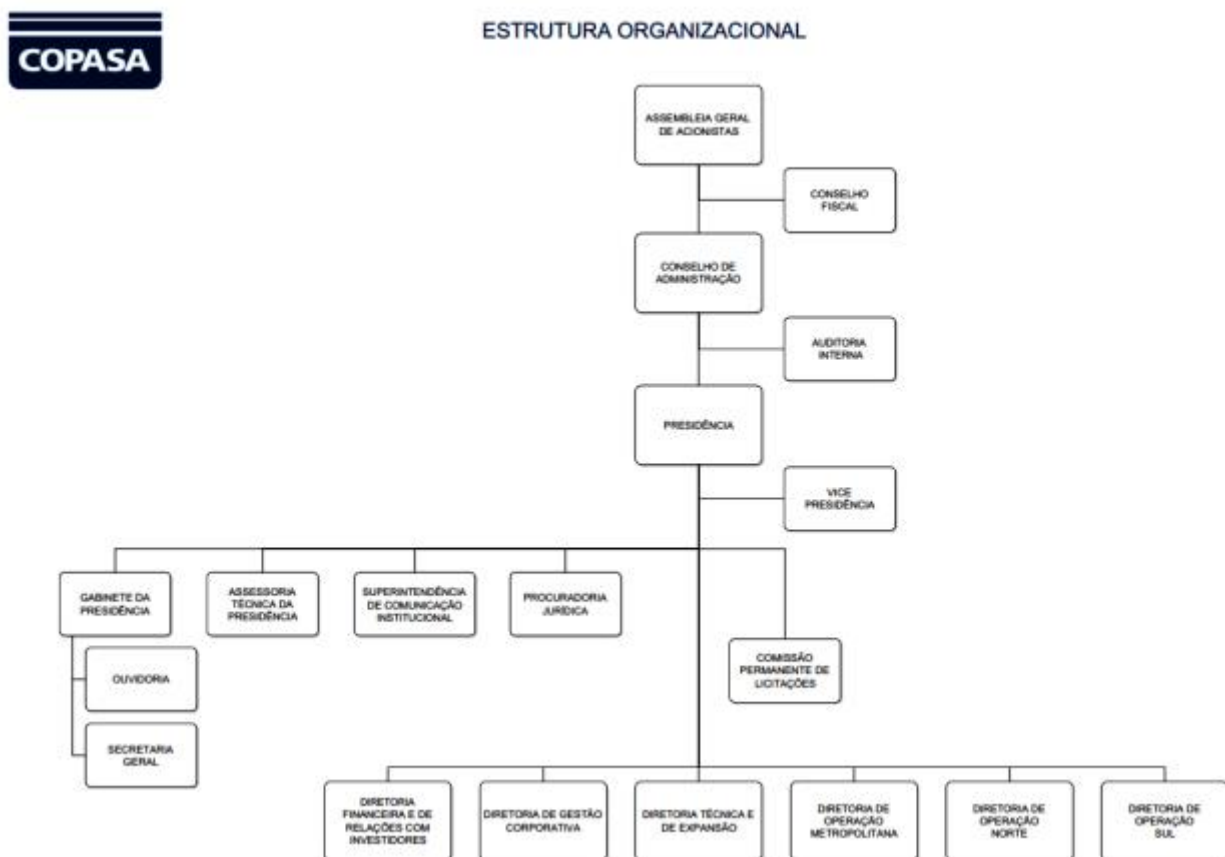 COPASA
ESTRUTURA ORGANIZACIONAL
ASSEMBLEIA GERAL
DE ACIONISTAS
CONSELHO
FISCAL
CONSELHO DE
ADMINISTRAÇÃO
AUDITORIA
INTERNA
PRESIDÊNCIA
VICE
PRESIDÊNCIA
GABINETE DA
PRESIDÊNCIA
ASSESSORIA
TÉCNICA DA
PRESIDÊNCIA
SUPERINTENDÊNCIA
DE COMUNICAÇÃO
INSTITUCIONAL
PROCURADORIA
JURÍDICA
OUVIDORIA
SECRETARIA
GERAL
COMISSÃO
PERMANENTE DE
LICITAÇÕES
DIRETORIA
FINANCEIRA E DE
RELAÇÕES COM
INVESTIDORES
DIRETORIA DE GESTÃO
CORPORATIVA
DIRETORIA TÉCNICA E
DE EXPANSÃO
DIRETORIA DE
OPERAÇÃO
METROPOLITANA
DIRETORIA DE
OPERAÇÃO
NORTE
DIRETORIA DE
OPERAÇÃO
SUL